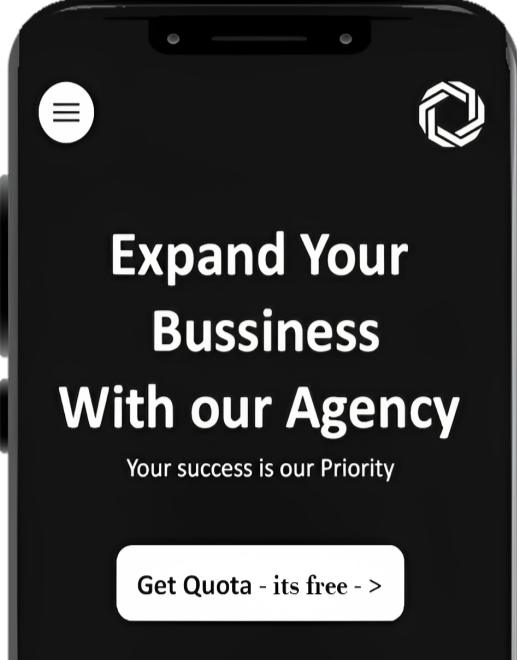 Expand Your
Bussiness
With our Agency
Your success is our Priority
Get Quota - its free - >